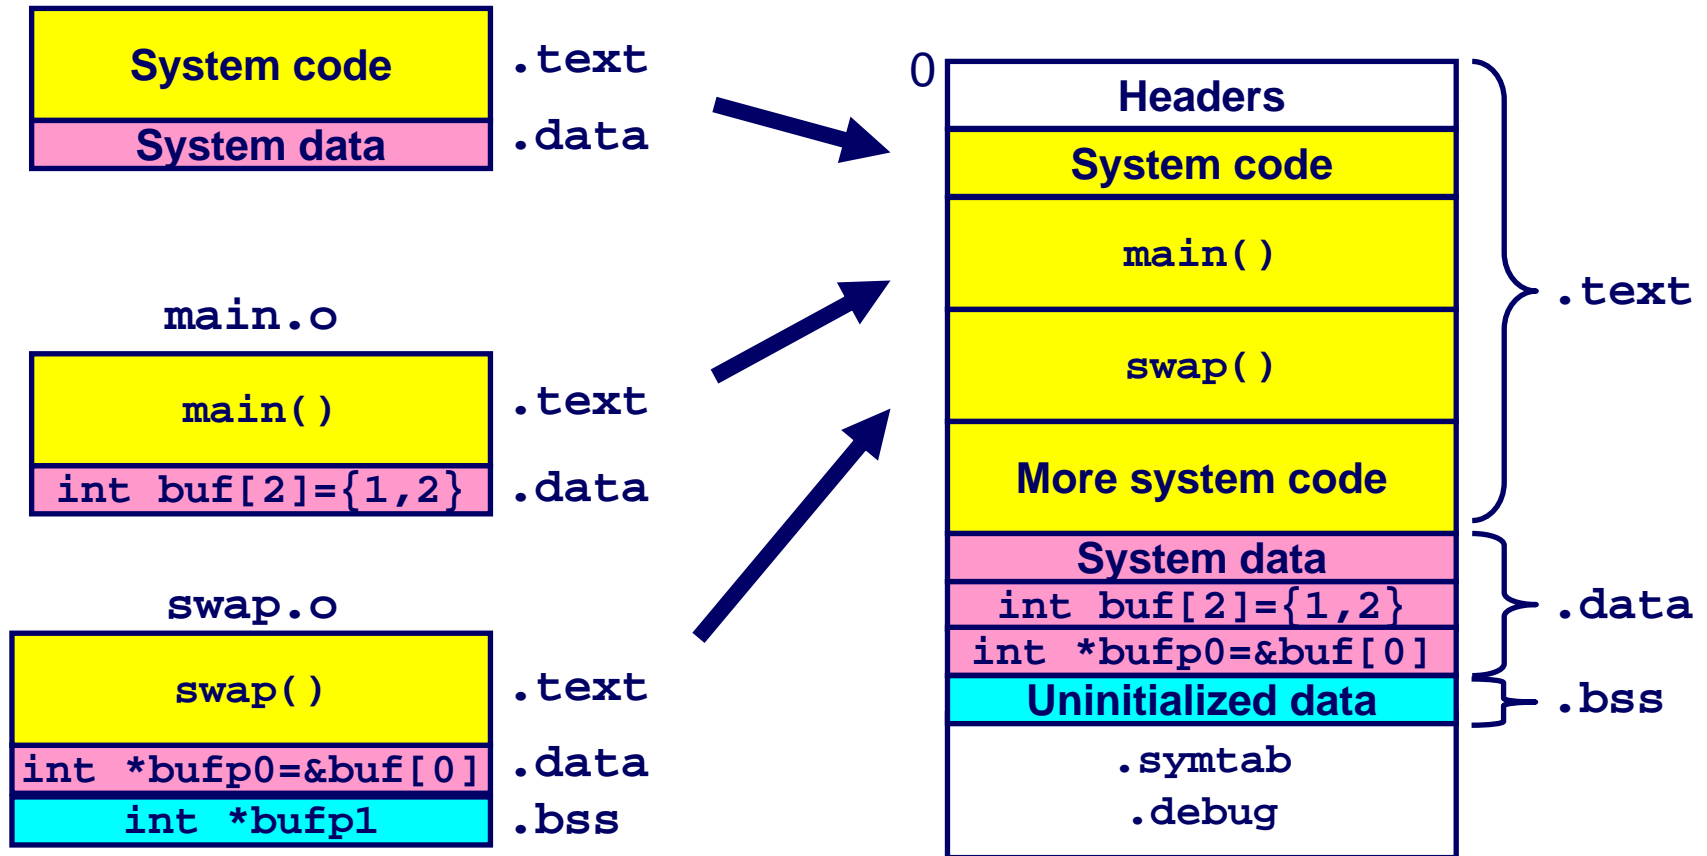 System code
.text
System data
.data
main.o
main()
.text
int buf[2]={1,2}
.data
swap.o
swap()
.text
int *bufp0=&buf[0]
.data
int *bufp1
.bss
0
Headers
System code
main()
swap()
More system code
.text
System data
int buf[2]={1,2}
int *bufp0=&buf[0]
.data
Uninitialized data
.bss
.symtab
.debug